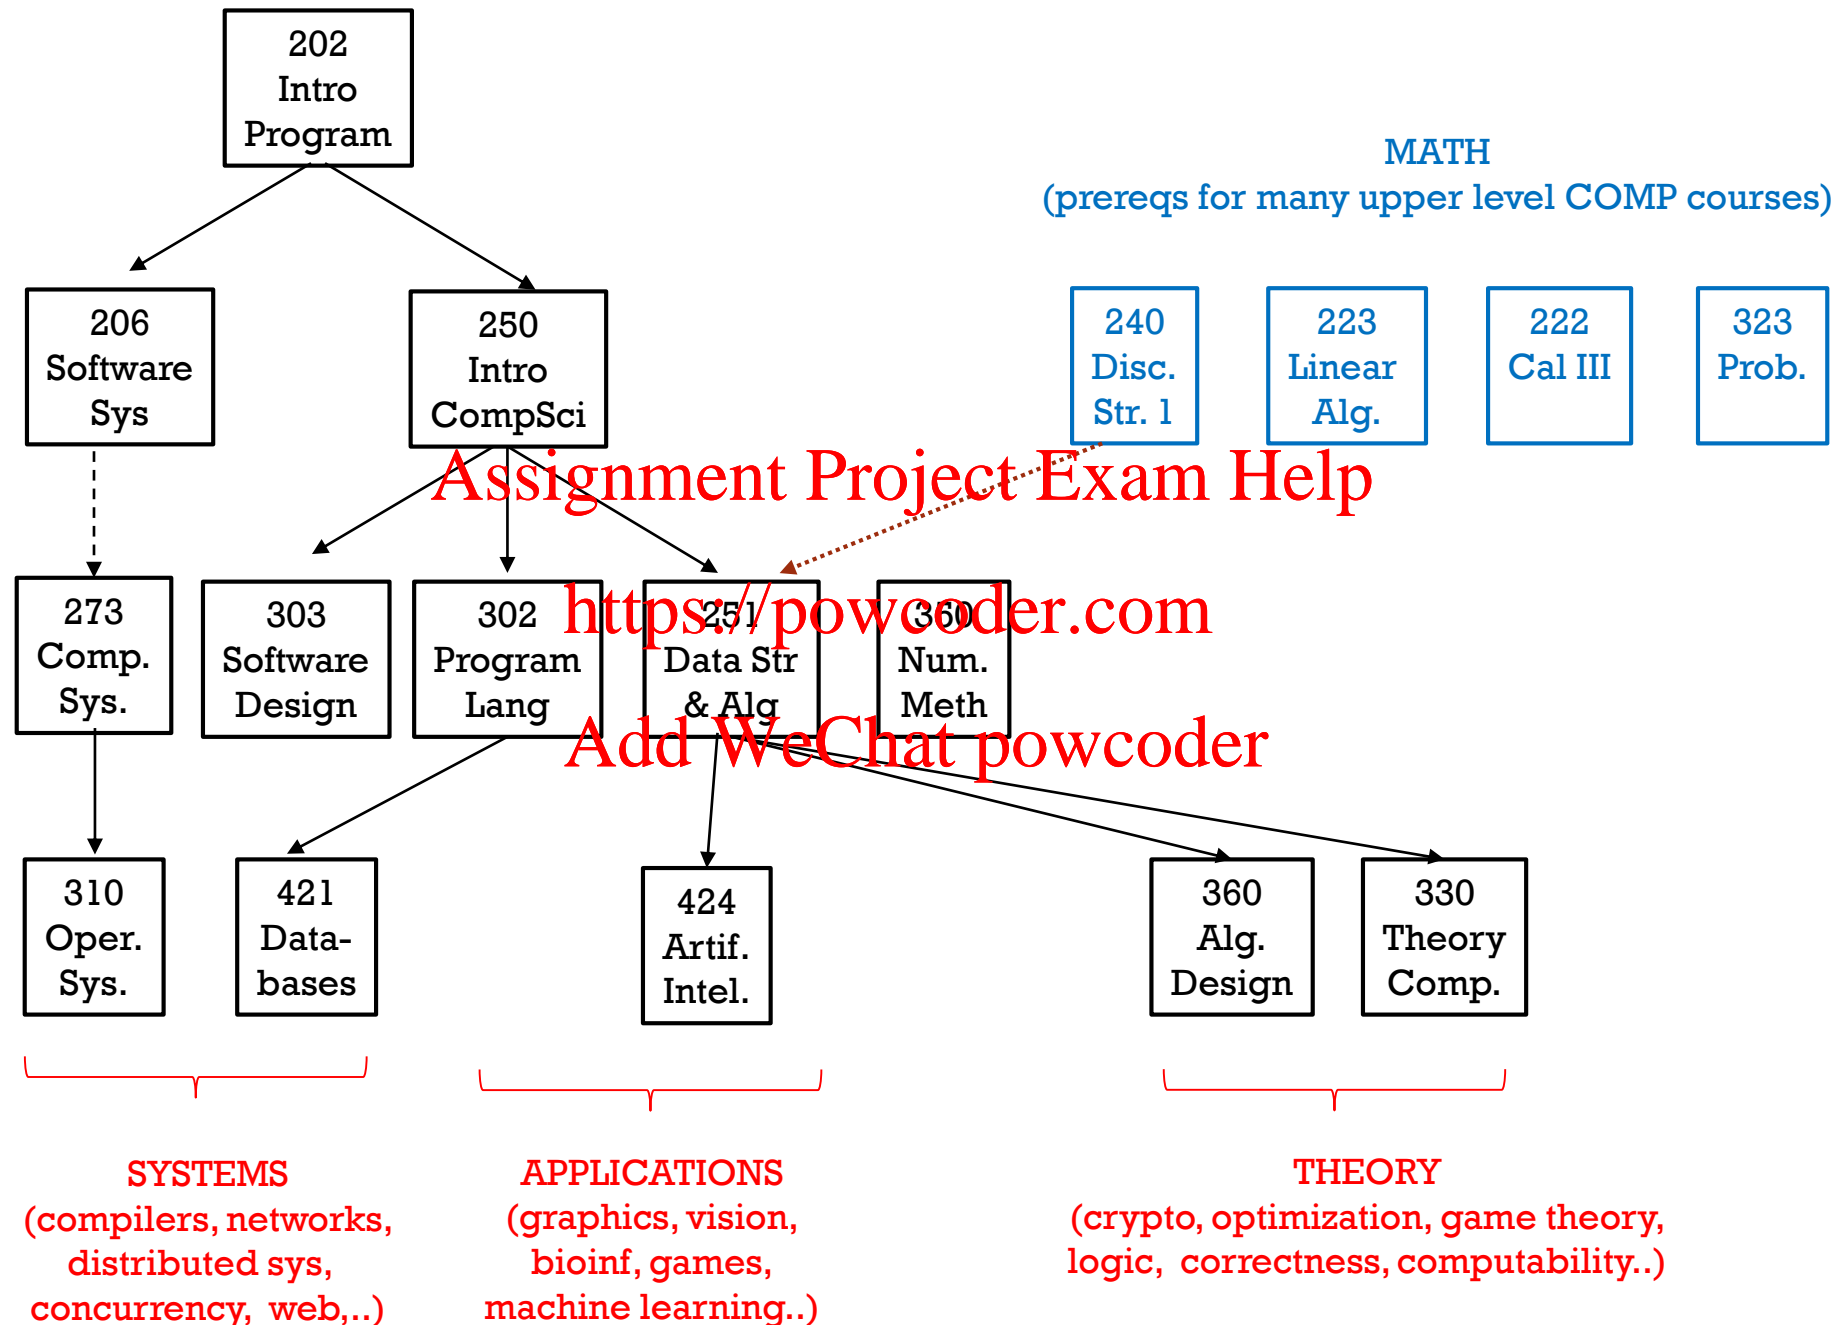 202
Intro
Program
MATH
(prereqs for many upper level COMP courses)
206
Software
Sys
250
Intro
CompSci
240
Disc.
Str. 1
223
Linear
Alg.
222
Cal III
323
Prob.
Assignment Project Exam Help
273
Comp.
Sys.
303
Software
Design
302
Program
Lang
251
Data Str
& Alg
350
Num.
Meth
https://powcoder.com
Add WeChat powcoder
310
Oper.
Sys.
421
Data-
bases
424
Artif.
Intel.
360
Alg.
Design
330
Theory
Comp.
SYSTEMS
(compilers, networks,
distributed sys,
concurrency, web,..)
APPLICATIONS
(graphics, vision,
bioinf, games,
machine learning..)
THEORY
(crypto, optimization, game theory,
logic, correctness, computability..)